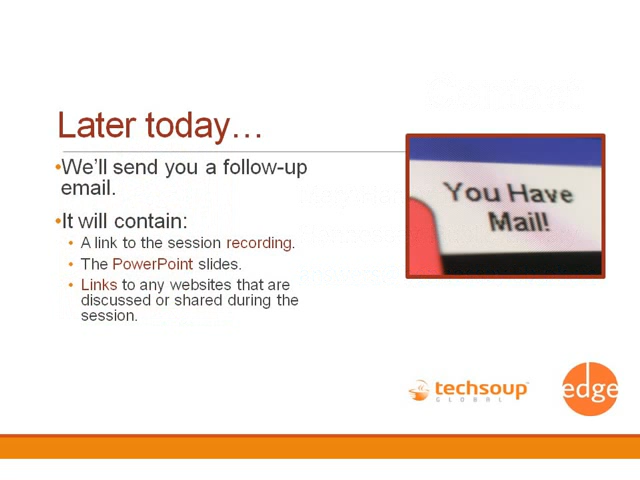 Later today…
•We'll send you a follow-up
email.
•It will contain:
• A link to the session recording.
• The PowerPoint slides.
• Links to any websites that are
discussed or shared during the
session.
You Have
Mail!
techsoup™
GLOBAL
edge